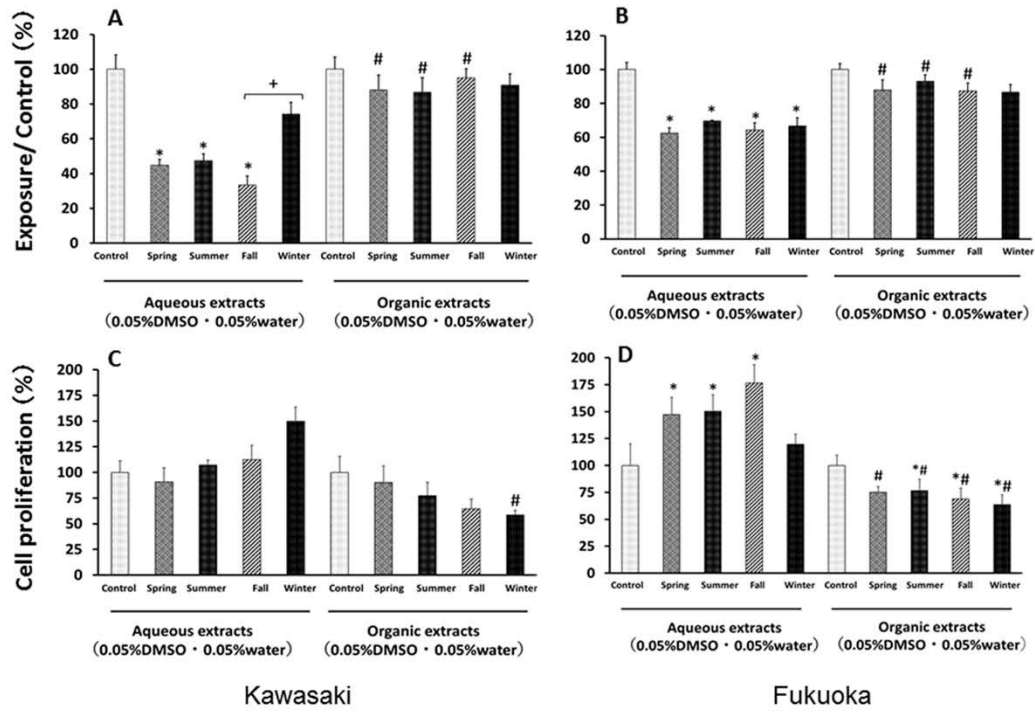 A
Exposure/ Control (%)
120
100
80
60
40
20
0
*
*
*
+
#
#
#
Control Spring Summer Fall Winter Control Spring Summer Fall Winter
Aqueous extracts Organic extracts
(0.05%DMSO・0.05%water) (0.05%DMSO・0.05%water)
B
120
100
80
60
40
20
0
*
*
*
*
#
#
#
Control Spring Summer Fall Winter Control Spring Summer Fall Winter
Aqueous extracts Organic extracts
(0.05%DMSO・0.05%water) (0.05%DMSO・0.05%water)
C
Cell proliferation (%)
200
175
150
125
100
75
50
25
0
#
Control Spring Summer Fall Winter Control Spring Summer Fall Winter
Aqueous extracts Organic extracts
(0.05%DMSO・0.05%water) (0.05%DMSO・0.05%water)
D
200
175
150
125
100
75
50
25
0
*
*
*
#
*#
*#
*#
Control Spring Summer Fall Winter Control Spring Summer Fall Winter
Aqueous extracts Organic extracts
(0.05%DMSO・0.05%water) (0.05%DMSO・0.05%water)
Kawasaki Fukuoka